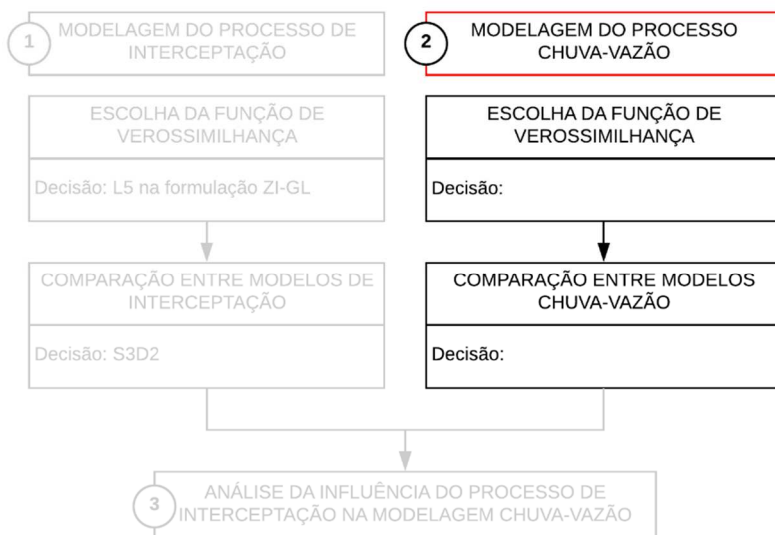 1
MODELAGEM DO PROCESSO DE
INTERCEPTAÇÃO
ESCOLHA DA FUNÇÃO DE
VEROSSIMILHANÇA
Decisão: L5 na formulação ZI-GL
COMPARAÇÃO ENTRE MODELOS DE
INTERCEPTAÇÃO
Decisão: S3D2
2
MODELAGEM DO PROCESSO
CHUVA-VAZÃO
ESCOLHA DA FUNÇÃO DE
VEROSSIMILHANÇA
Decisão:
COMPARAÇÃO ENTRE MODELOS
CHUVA-VAZÃO
Decisão:
3
ANÁLISE DA INFLUÊNCIA DO PROCESSO DE
INTERCEPTAÇÃO NA MODELAGEM CHUVA-VAZÃO